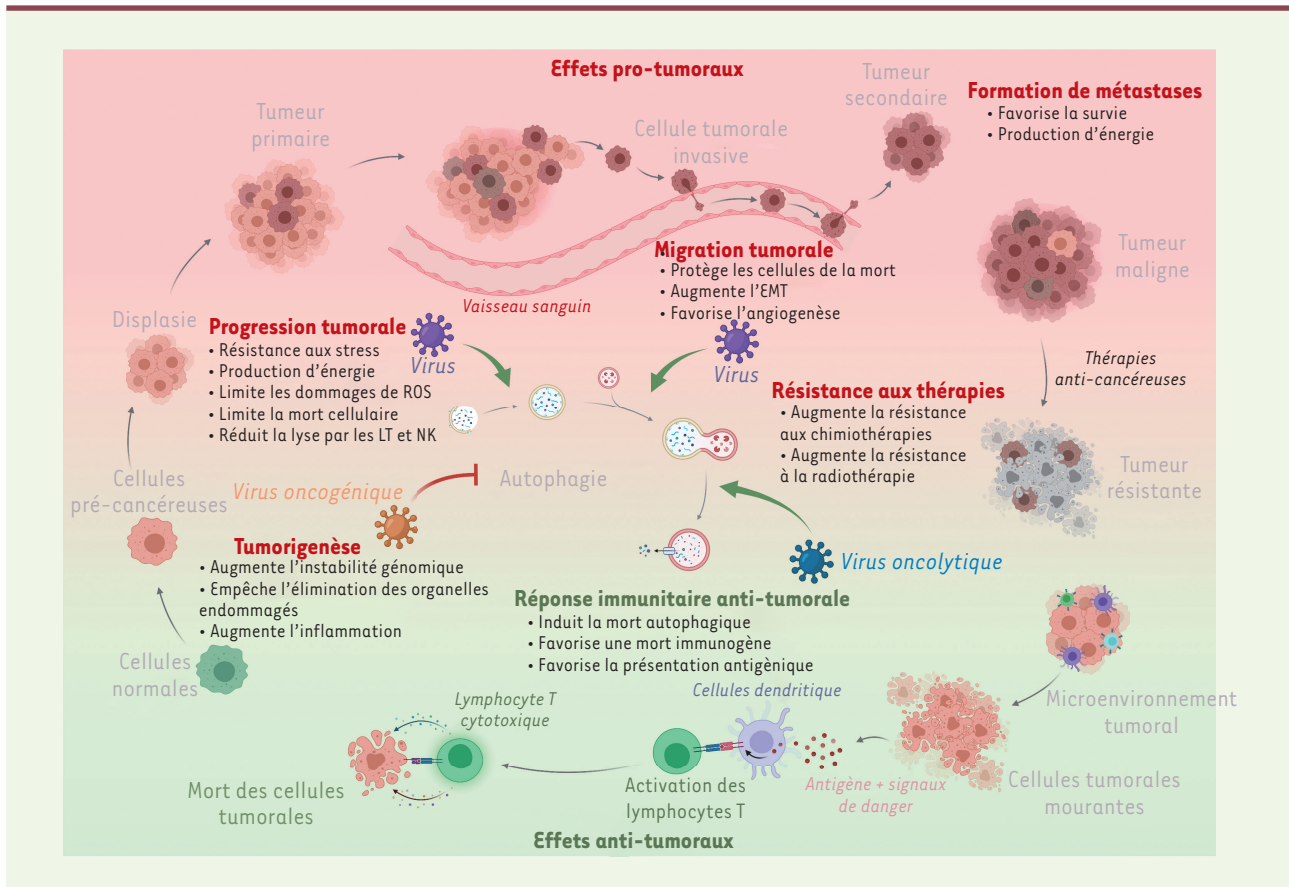 Effets pro-tumoraux
Tumeur
primaire
Cellule tumorale
invasive
Tumeur
secondaire
Formation de métastases
• Favorise la survie
• Production d'énergie
Vaisseau sanguin
Migration tumorale
• Protège les cellules de la mort
• Augmente l'EMT
• Favorise l'angiogenèse
Tumeur
maligne
Displasie
Progression tumorale
• Résistance aux stress
• Production d'énergie
• Limite les dommages de ROS
• Limite la mort cellulaire
• Réduit la lyse par les LT et NK
Virus
Virus
Thérapies
anti-cancéreuses
Résistance aux thérapies
• Augmente la résistance
aux chimiothérapies
• Augmente la résistance
à la radiothérapie
Tumeur
résistante
Cellules
pré-cancéreuses
Virus oncogénique
Autophagie
Tumorigenèse
• Augmente l'instabilité génomique
• Empêche l'élimination des organelles
endommagés
• Augmente l'inflammation
Virus oncolytique
Réponse immunitaire anti-tumorale
• Induit la mort autophagique
• Favorise une mort immunogène
• Favorise la présentation antigènique
Cellules
normales
Lymphocyte T
cytotoxique
Cellules dendritique
Microenvironnement
tumoral
Mort des cellules
tumorales
Activation des
lymphocytes T
Antigène + signaux
de danger
Cellules tumorales
mourantes
Effets anti-tumoraux